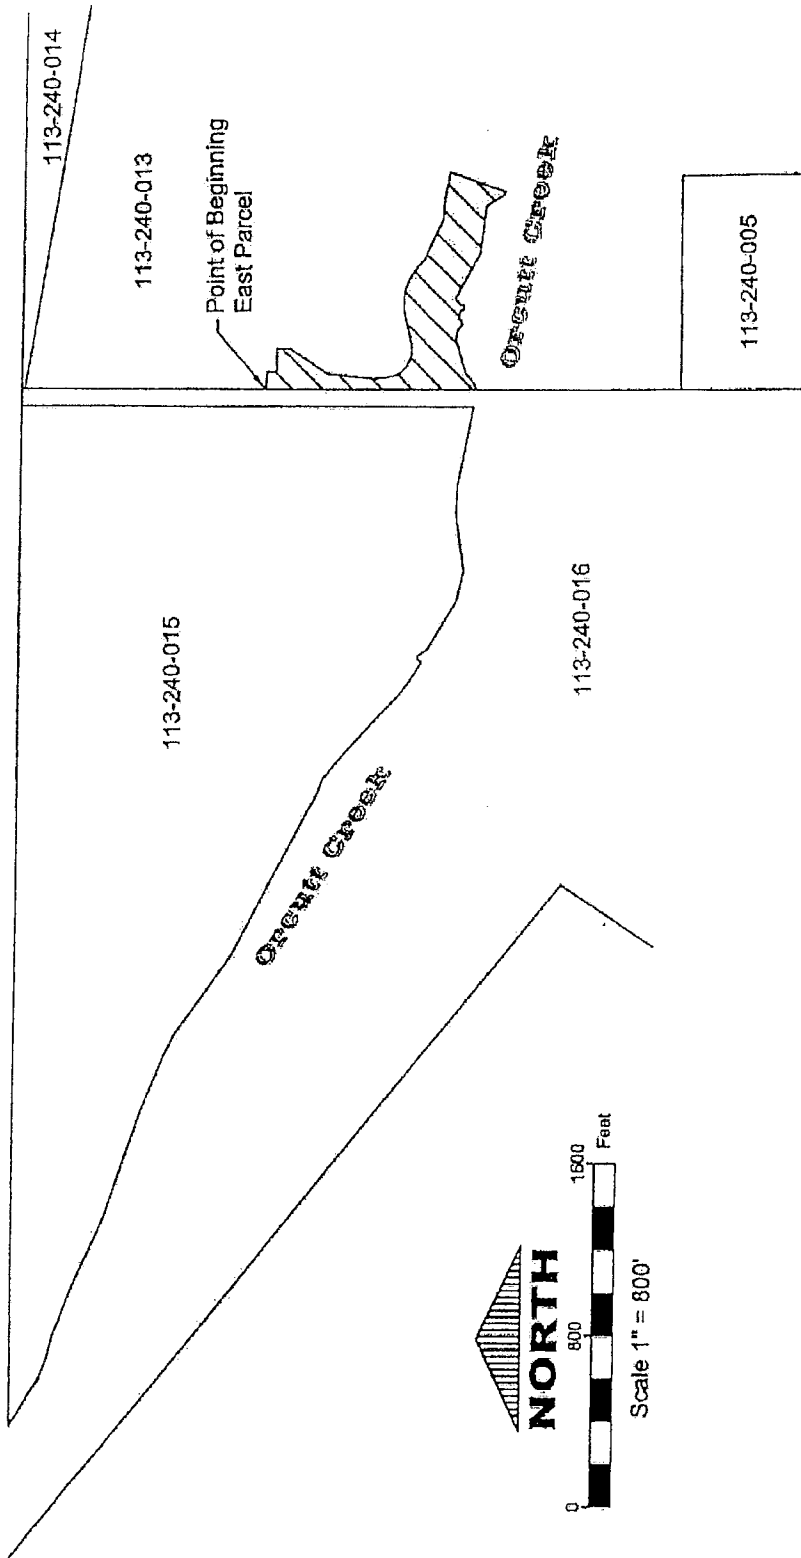 113-240-014
113-240-013
Point of Beginning
East Parcel
Orcutt Creek
113-240-005
113-240-015
Orcutt Creek
113-240-016
NORTH
0 800 1600 Feet
Scale 1" = 800'